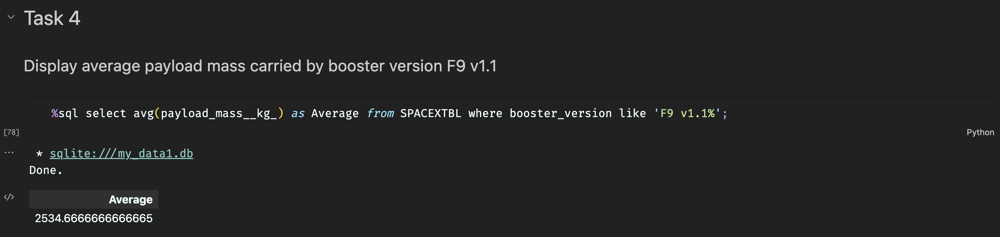 Task 4
Display average payload mass carried by booster version F9 v1.1
%sql select avg(payload_mass__kg_) as Average from SPACEXTBL where booster_version like 'F9 v1.1%';
[78]
Python
* sqlite:///my_data1.db
Done.
Average
2534.6666666666665